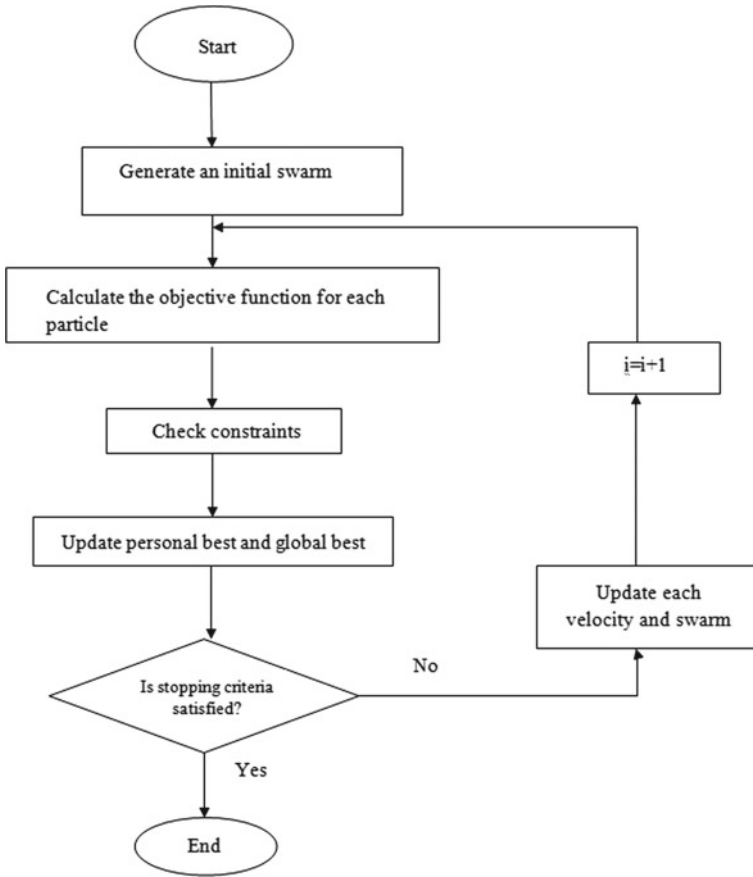 Start
Generate an initial swarm
Calculate the objective function for each
particle
Check constraints
Update personal best and global best
Is stopping criteria
satisfied?
No
Yes
End
Update each
velocity and swarm
i=i+1